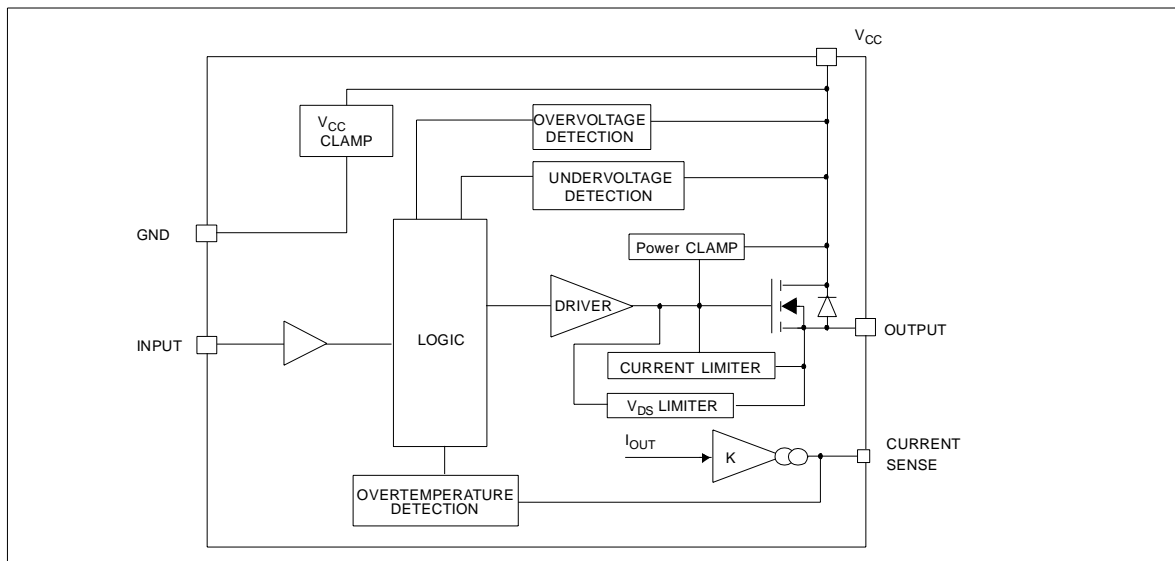 VCC
VCC
CLAMP
OVERVOLTAGE
DETECTION
UNDERVOLTAGE
DETECTION
GND
Power CLAMP
DRIVER
LOGIC
OUTPUT
INPUT
CURRENT LIMITER
VDS LIMITER
IOUT
K
CURRENT
SENSE
OVERTEMPERATURE
DETECTION